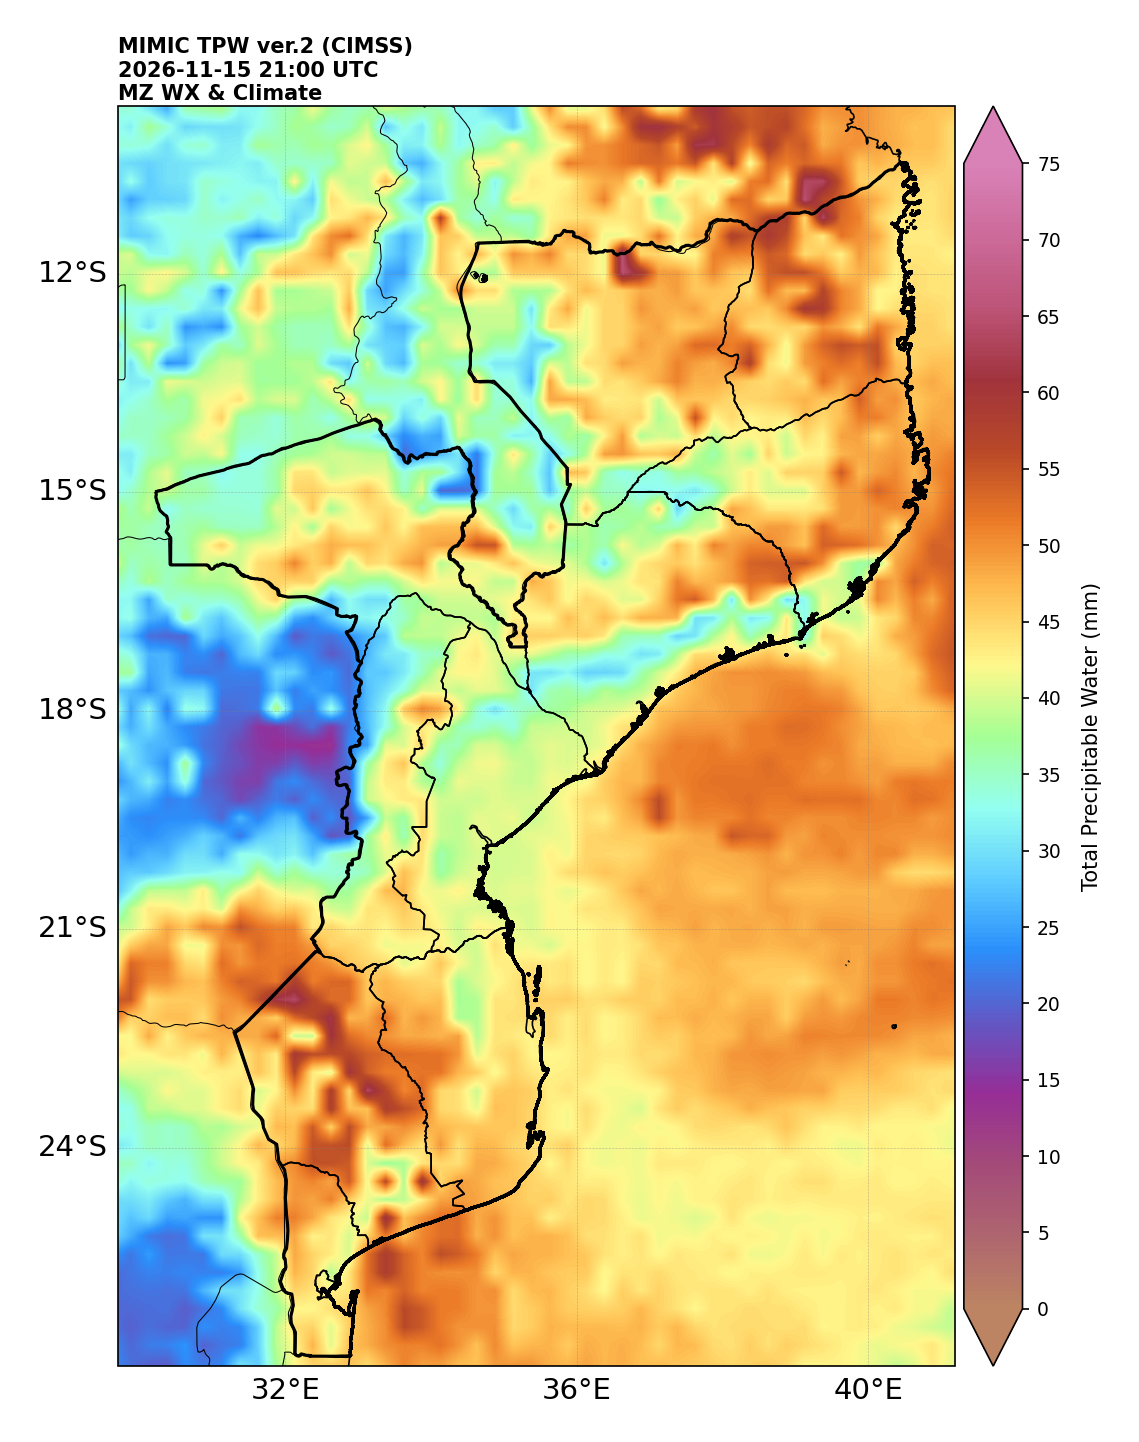 MIMIC TPW ver.2 (CIMSS)
2026-11-15 21:00 UTC
MZ WX & Climate
12°S
15°S
18°S
21°S
24°S
32°E
36°E
40°E
75
70
65
60
55
50
45
40
35
30
25
20
15
10
5
0
Total Precipitable Water (mm)